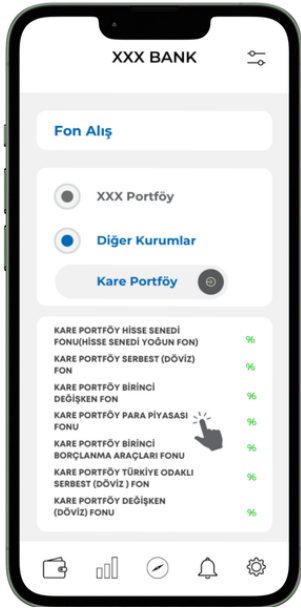 XXX BANK
Fon Alış
XXX Portföy
Diğer Kurumlar
Kare Portföy
KARE PORTFÖY HİSSE SENEDİ
FONU(HİSSE SENEDİ YOĞUN FON) %
KARE PORTFÖY SERBEST (DÖVİZ)
FON %
KARE PORTFÖY BİRİNCİ
DEĞİŞKEN FON %
KARE PORTFÖY PARA PİYASASI
FONU %
KARE PORTFÖY BİRİNCİ
BORÇLANMA ARAÇLARI FONU %
KARE PORTFÖY TÜRKİYE ODAKLI
SERBEST (DÖVİZ ) FON %
KARE PORTFÖY DEĞİŞKEN
(DÖVİZ) FONU %